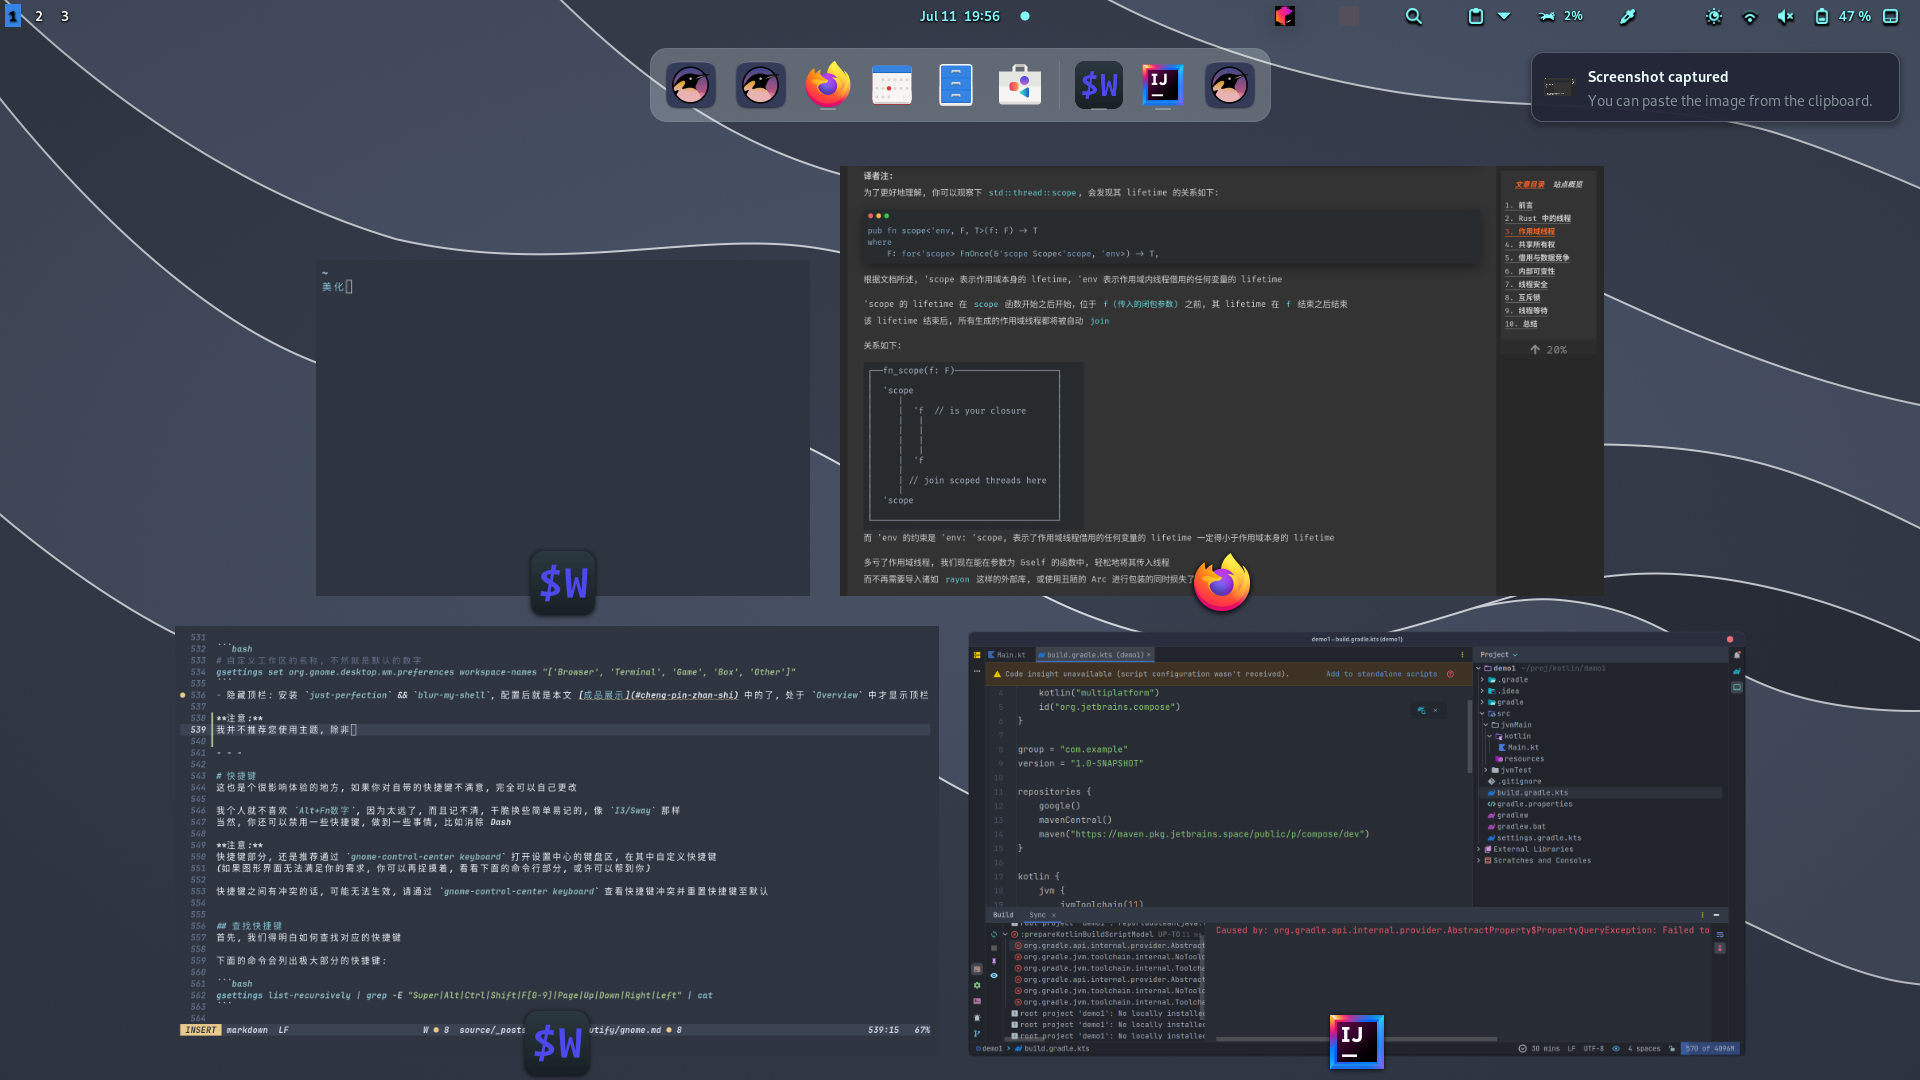 1 2 3
Jul 11 19:56
2%
47 %
$W
IJ
Screenshot captured
You can paste the image from the clipboard.
~
美化
$W
译者注:
为了更好地理解, 你可以观察下 std::thread::scope, 会发现其 lifetime 的关系如下:
pub fn scope<'env, F, T>(f: F) -> T
where
F: for<'scope> FnOnce(&'scope Scope<'scope, 'env>) -> T,
根据文档所述, 'scope 表示作用域本身的 lfetime, 'env 表示作用域内线程借用的任何变量的 lifetime
'scope 的 lifetime 在 scope 函数开始之后开始, 位于 f (传入的闭包参数) 之前, 其 lifetime 在 f 结束之后结束
该 lifetime 结束后, 所有生成的作用域线程都将被自动 join
关系如下:
fn_scope(f: F)
'scope
'f // is your closure
'f
// join scoped threads here
'scope
而 'env 的约束是 'env: 'scope, 表示了作用域线程借用的任何变量的 lifetime 一定得小于作用域本身的 lifetime
多亏了作用域线程, 我们现在能在参数为 &self 的函数中, 轻松地将其传入线程
而不再需要导入诸如 rayon 这样的外部库, 或使用丑陋的 Arc 进行包装的同时损失了
文章目录 站点概览
1. 前言
2. Rust 中的线程
3. 作用域线程
4. 共享所有权
5. 借用与数据竞争
6. 内部可变性
7. 线程安全
8. 互斥锁
9. 线程等待
10. 总结
↑ 20%
531
532 ```bash
533 # 自定义工作区的名称, 不然就是默认的数字
534 gsettings set org.gnome.desktop.wm.preferences workspace-names "['Browser', 'Terminal', 'Game', 'Box', 'Other']"
535 ```
536 - 隐藏顶栏: 安装 `just-perfection` && `blur-my-shell`, 配置后就是本文 [成品展示](#cheng-pin-zhan-shi) 中的了, 处于 `Overview` 中才显示顶栏
537
538 **注意:**
539 我并不推荐您使用主题, 除非
540
541 - - -
542
543 # 快捷键
544 这也是个很影响体验的地方, 如果你对自带的快捷键不满意, 完全可以自己更改
545
546 我个人就不喜欢 `Alt+Fn数字`, 因为太远了, 而且记不清, 干脆换些简单易记的, 像 `I3/Sway` 那样
547 当然, 你还可以禁用一些快捷键, 做到一些事情, 比如消除 Dash
548
549 **注意:**
550 快捷键部分, 还是推荐通过 `gnome-control-center keyboard` 打开设置中心的键盘区, 在其中自定义快捷键
551 (如果图形界面无法满足你的需求, 你可以再捉摸着, 看看下面的命令行部分, 或许可以帮到你)
552
553 快捷键之间有冲突的话, 可能无法生效, 请通过 `gnome-control-center keyboard` 查看快捷键冲突并重置快捷键至默认
554
555
556 ## 查找快捷键
557 首先, 我们得明白如何查找对应的快捷键
558
559 下面的命令会列出极大部分的快捷键:
560
561 ```bash
562 gsettings list-recursively | grep -E "Super|Alt|Ctrl|Shift|F[0-9]|Page|Up|Down|Right|Left" | cat
563 ```
564
INSERT markdown LF W ● 8 source/_posts utify/gnome.md ● 8 539:15 67%
$W
demo1 – build.gradle.kts (demo1)
Main.kt build.gradle.kts (demo1)
Code insight unavailable (script configuration wasn't received). Add to standalone scripts
4 kotlin("multiplatform")
5 id("org.jetbrains.compose")
6 }
8 group = "com.example"
9 version = "1.0-SNAPSHOT"
10
11 repositories {
12 google()
13 mavenCentral()
14 maven("https://maven.pkg.jetbrains.space/public/p/compose/dev")
15 }
16
17 kotlin {
18 jvm {
19 jvmToolchain(11)
Project
demo1 ~/proj/kotlin/demo1
.gradle
.idea
gradle
src
jvmMain
kotlin
Main.kt
resources
jvmTest
.gitignore
build.gradle.kts
gradle.properties
gradlew
gradlew.bat
settings.gradle.kts
External Libraries
Scratches and Consoles
Build Sync
:prepareKotlinBuildScriptModel UP-TO
org.gradle.api.internal.provider.Abstract
org.gradle.jvm.toolchain.internal.NoToolc
org.gradle.jvm.toolchain.internal.Toolcha
org.gradle.api.internal.provider.Abstract
org.gradle.jvm.toolchain.internal.NoToolc
org.gradle.jvm.toolchain.internal.Toolcha
root project 'demo1': No locally installe
root project 'demo1': No locally installe
root project 'demo1': No locally installe
Caused by: org.gradle.api.internal.provider.AbstractProperty$PropertyQueryException: Failed to
demo1 > build.gradle.kts
30 mins LF UTF-8 4 spaces 570 of 4096M
IJ